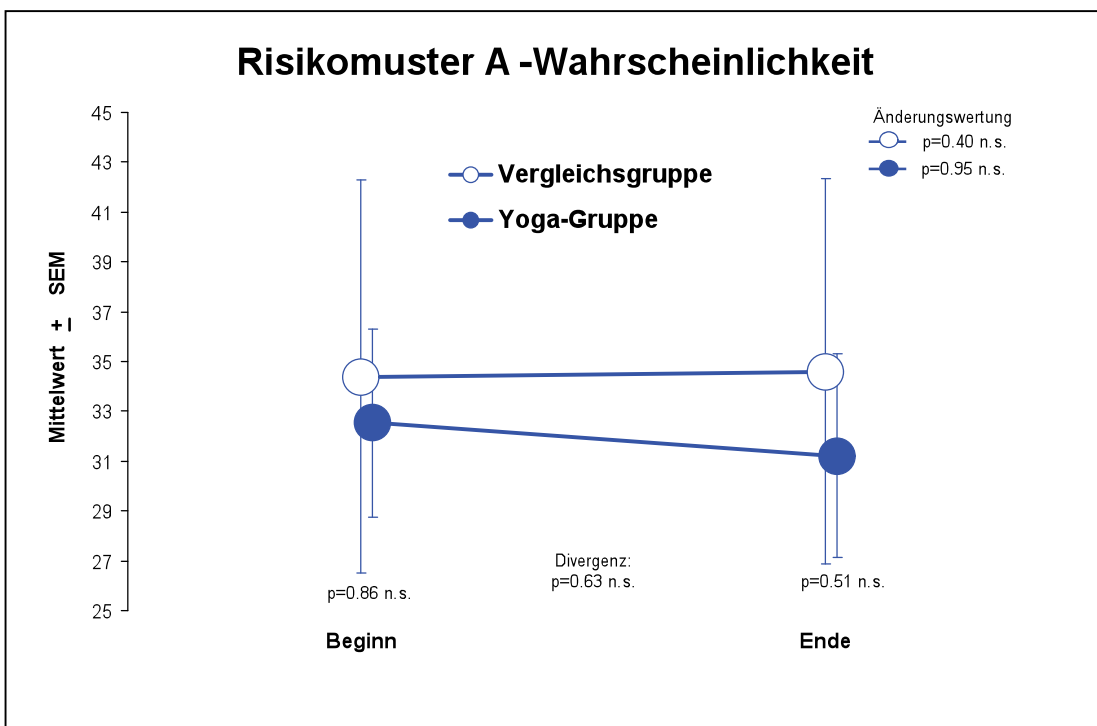 Risikomuster A -Wahrscheinlichkeit
Änderungswertung
p=0.40 n.s.
p=0.95 n.s.
Vergleichsgruppe
Yoga-Gruppe
Mittelwert ± SEM
45
43
41
39
37
35
33
31
29
27
25
Divergenz:
p=0.63 n.s.
p=0.86 n.s.
p=0.51 n.s.
Beginn
Ende